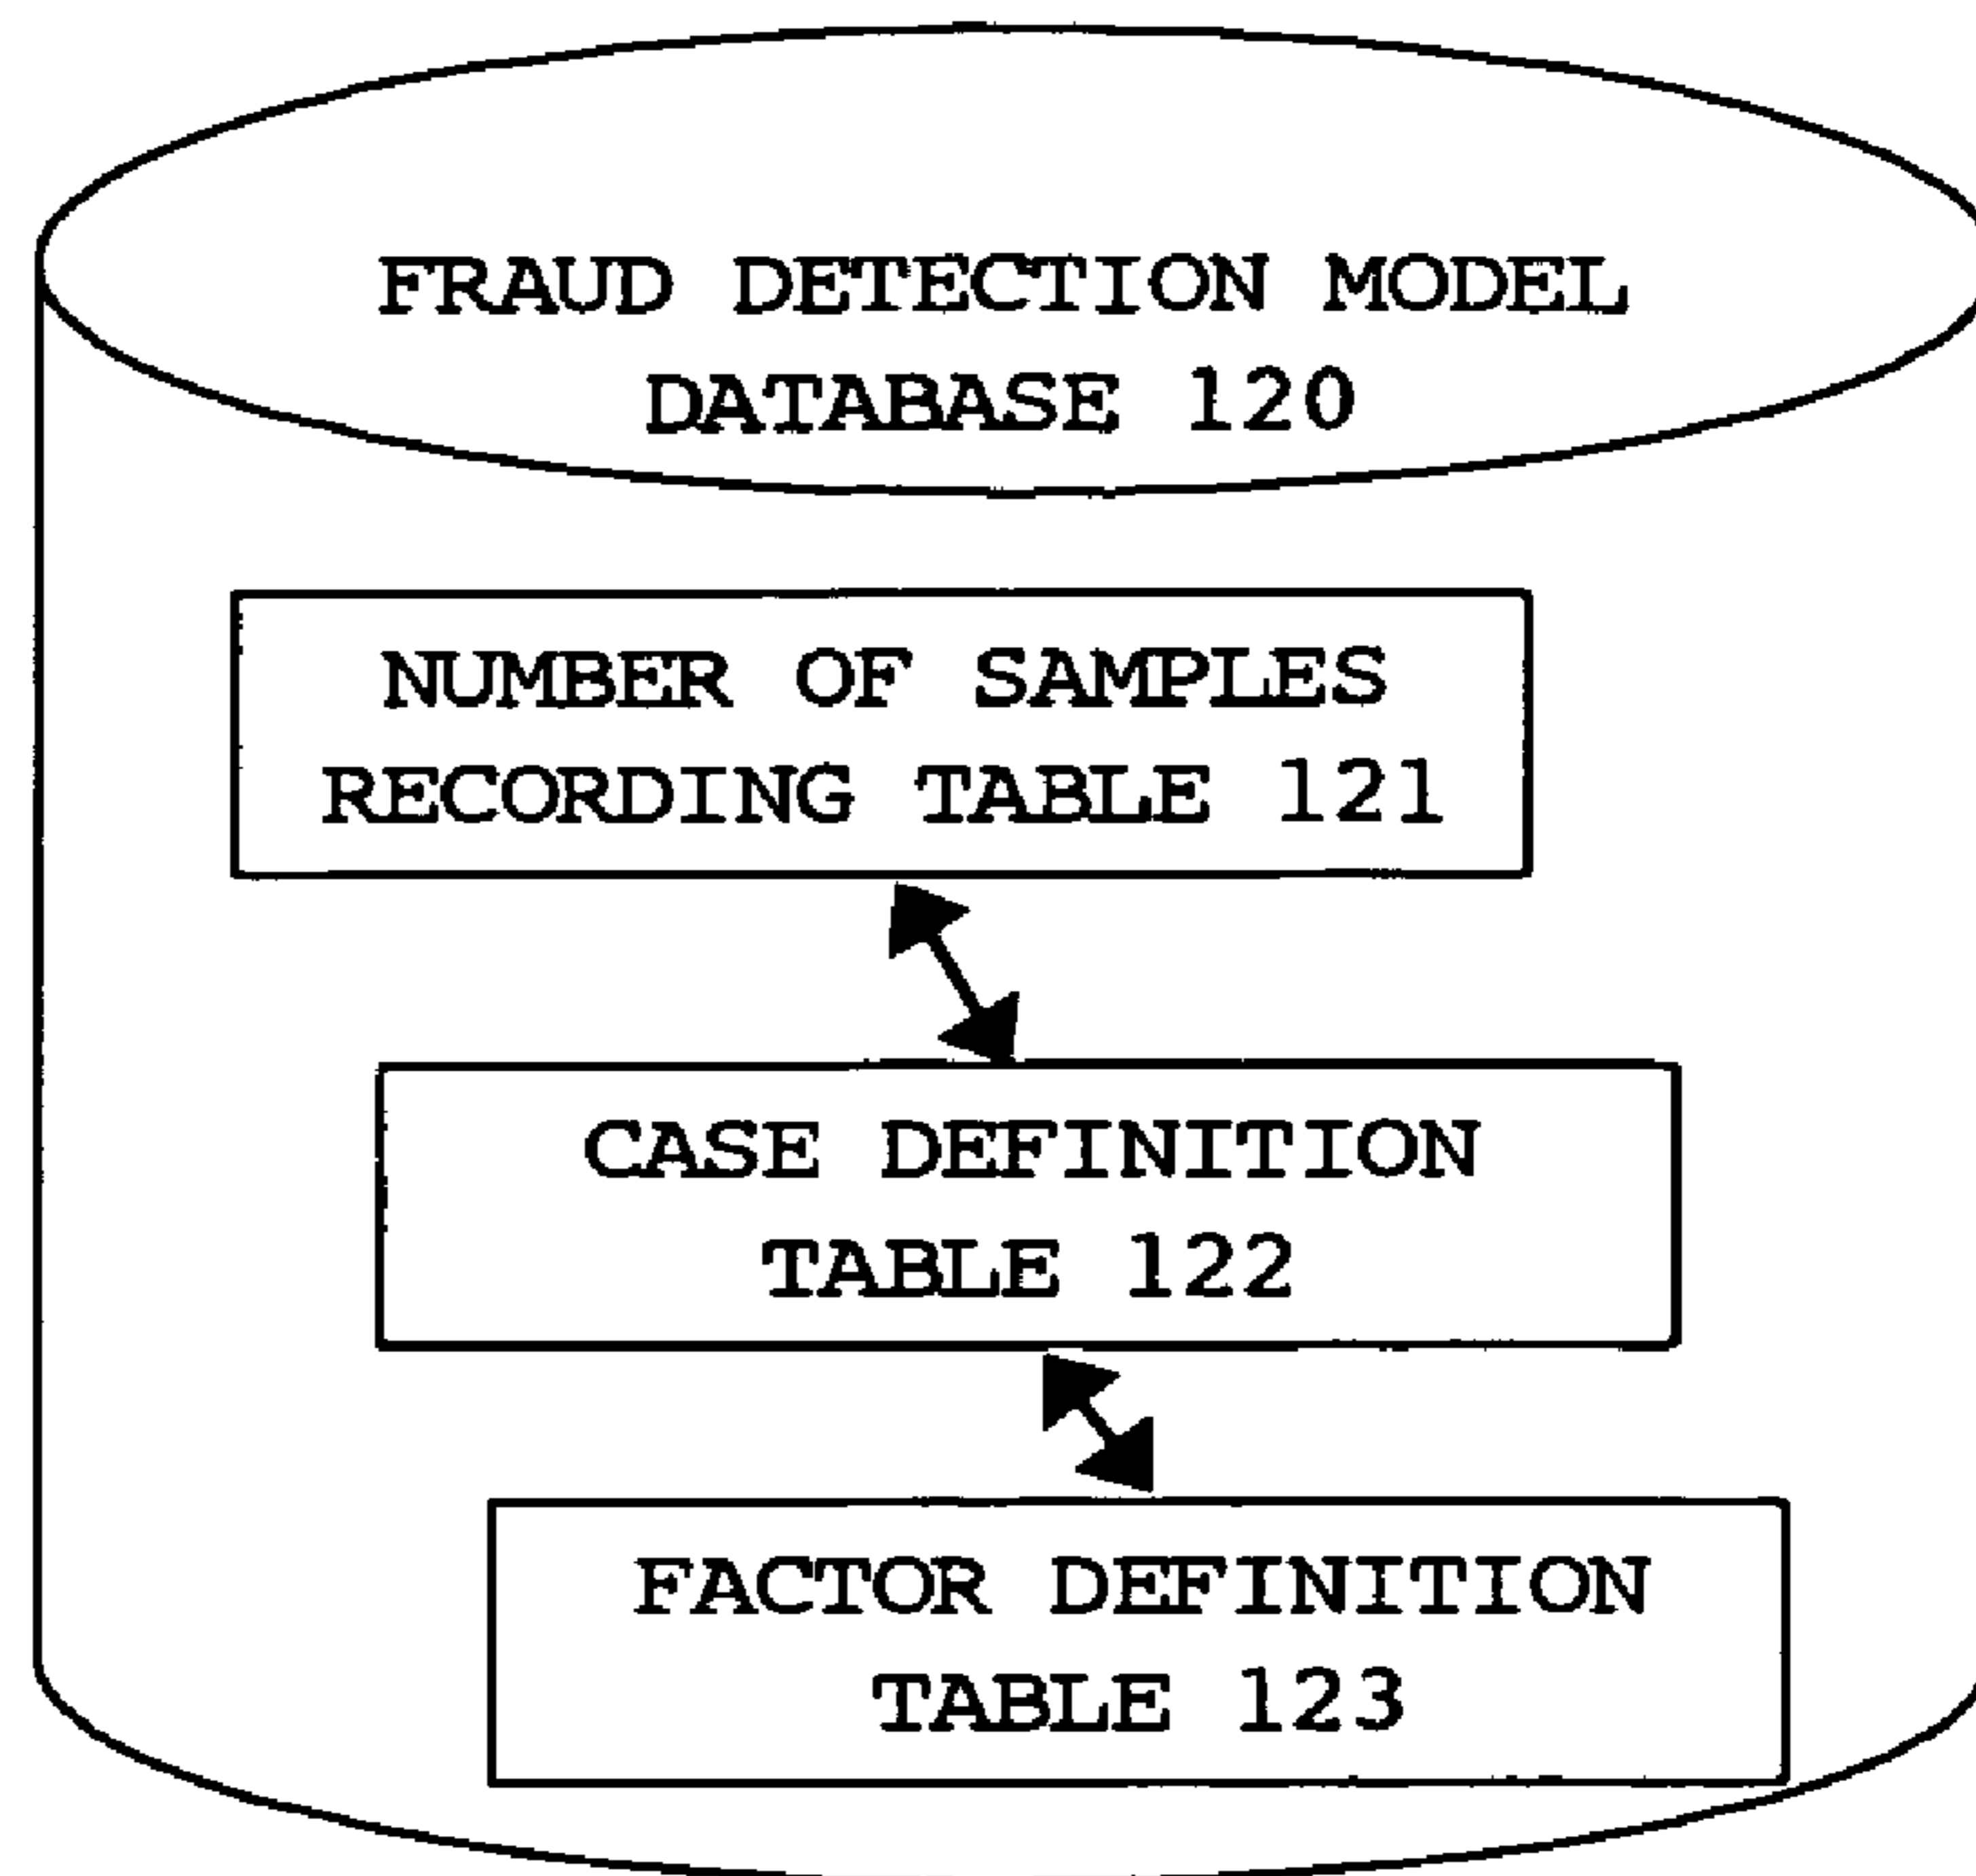 FRAUD DETECTION MODEL
DATABASE 120
NUMBER OF SAMPLES
RECORDING TABLE 121
CASE DEFINITION
TABLE 122
FACTOR DEFINITION
TABLE 123